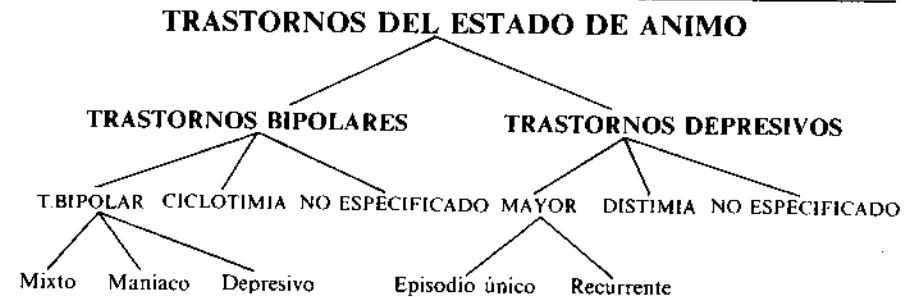 TRASTORNOS DEL ESTADO DE ANIMO
TRASTORNOS BIPOLARES TRASTORNOS DEPRESIVOS
T.BIPOLAR CICLOTIMIA NO ESPECIFICADO MAYOR DISTIMIA NO ESPECIFICADO
Mixto Maniaco Depresivo Episodio único Recurrente